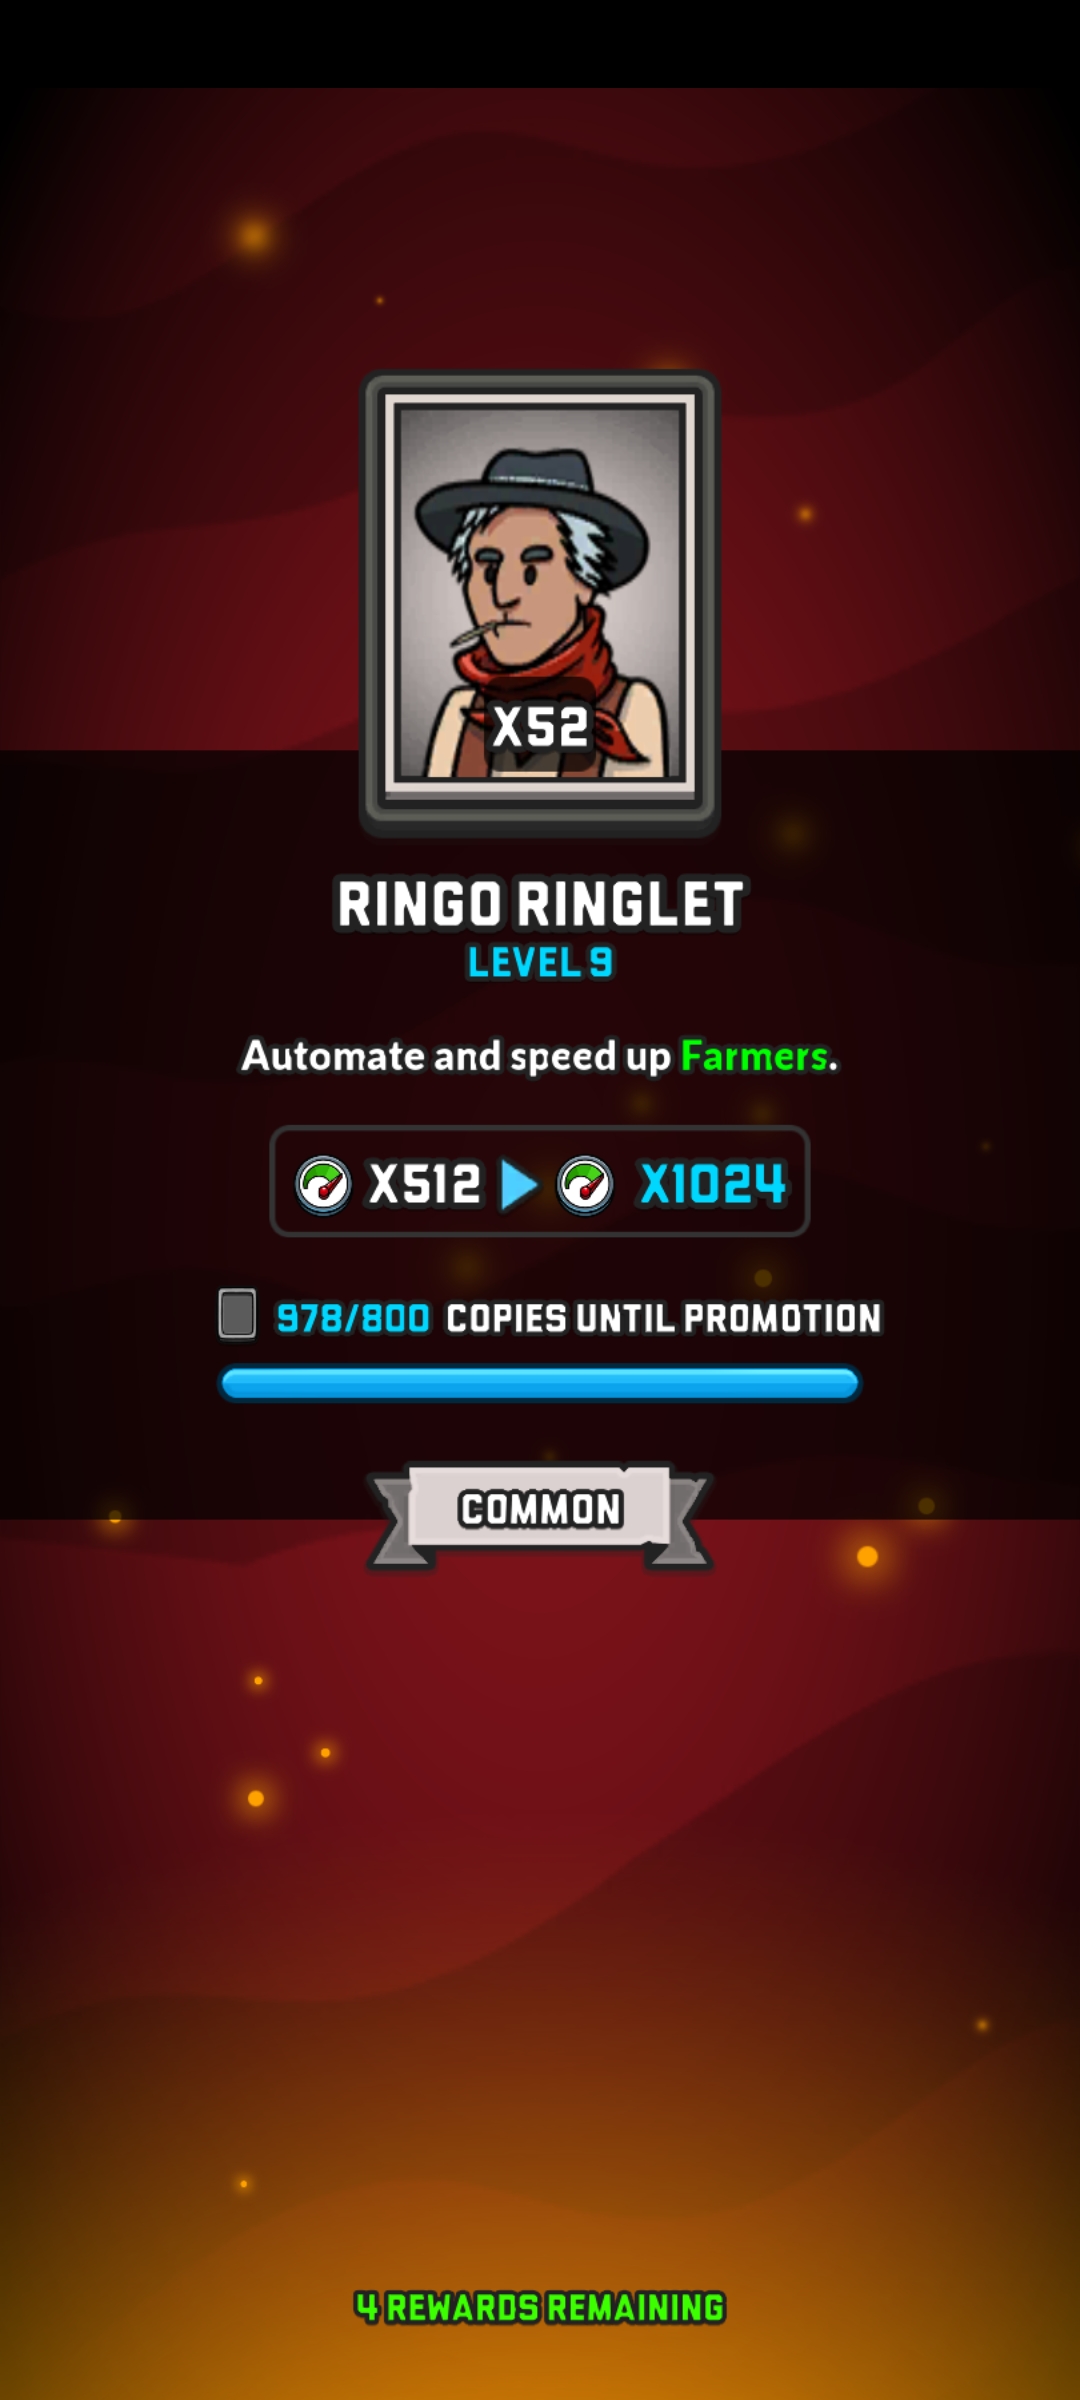 X52
RINGO RINGLET
LEVEL 9
Automate and speed up Farmers.
X512 X1024
978/800 COPIES UNTIL PROMOTION
COMMON
4 REWARDS REMAINING